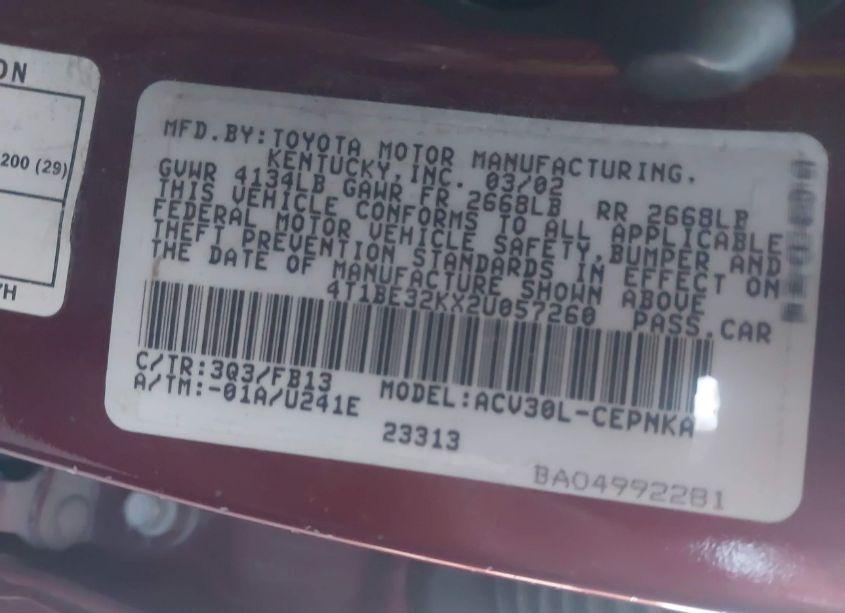 ON
200 (29)
7H
MFD.BY:TOYOTA MOTOR MANUFACTURING.
KENTUCKY,INC. 03/02
GVWR 4134LB GAWR FR 2668LB RR 2668LB
THIS VEHICLE CONFORMS TO ALL APPLICABLE
FEDERAL MOTOR VEHICLE SAFETY,BUMPER AND
THEFT PREVENTION STANDARDS IN EFFECT ON
THE DATE OF MANUFACTURE SHOWN ABOVE
4T1BE32KX2U057260 PASS.CAR
C/TR:3Q3/FB13
A/TM:-01A/U241E MODEL:ACV30L-CEPNKA
23313
BA04992281